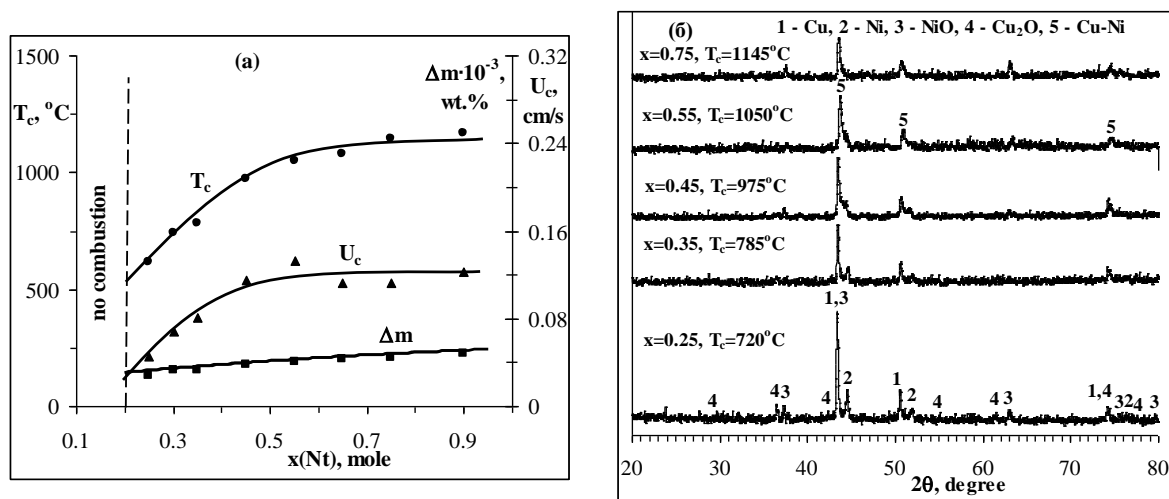 1500
1000
500
0
T_c, °C
(a)
Δm·10⁻³,
wt.%
U_c,
cm/s
0.32
0.24
0.16
0.08
0
no combustion
T_c
U_c
Δm
0.1 0.3 0.5 0.7 0.9
x(Nt), mole
(б) 1 - Cu, 2 - Ni, 3 - NiO, 4 - Cu₂O, 5 - Cu-Ni
x=0.75, T_c=1145°C
5
x=0.55, T_c=1050°C
5 5
x=0.45, T_c=975°C
x=0.35, T_c=785°C
1,3
x=0.25, T_c=720°C
4 4 3 4 2 1 2 4 4 3 1,4 3 2 4 3
20 30 40 50 60 70 80
2θ, degree